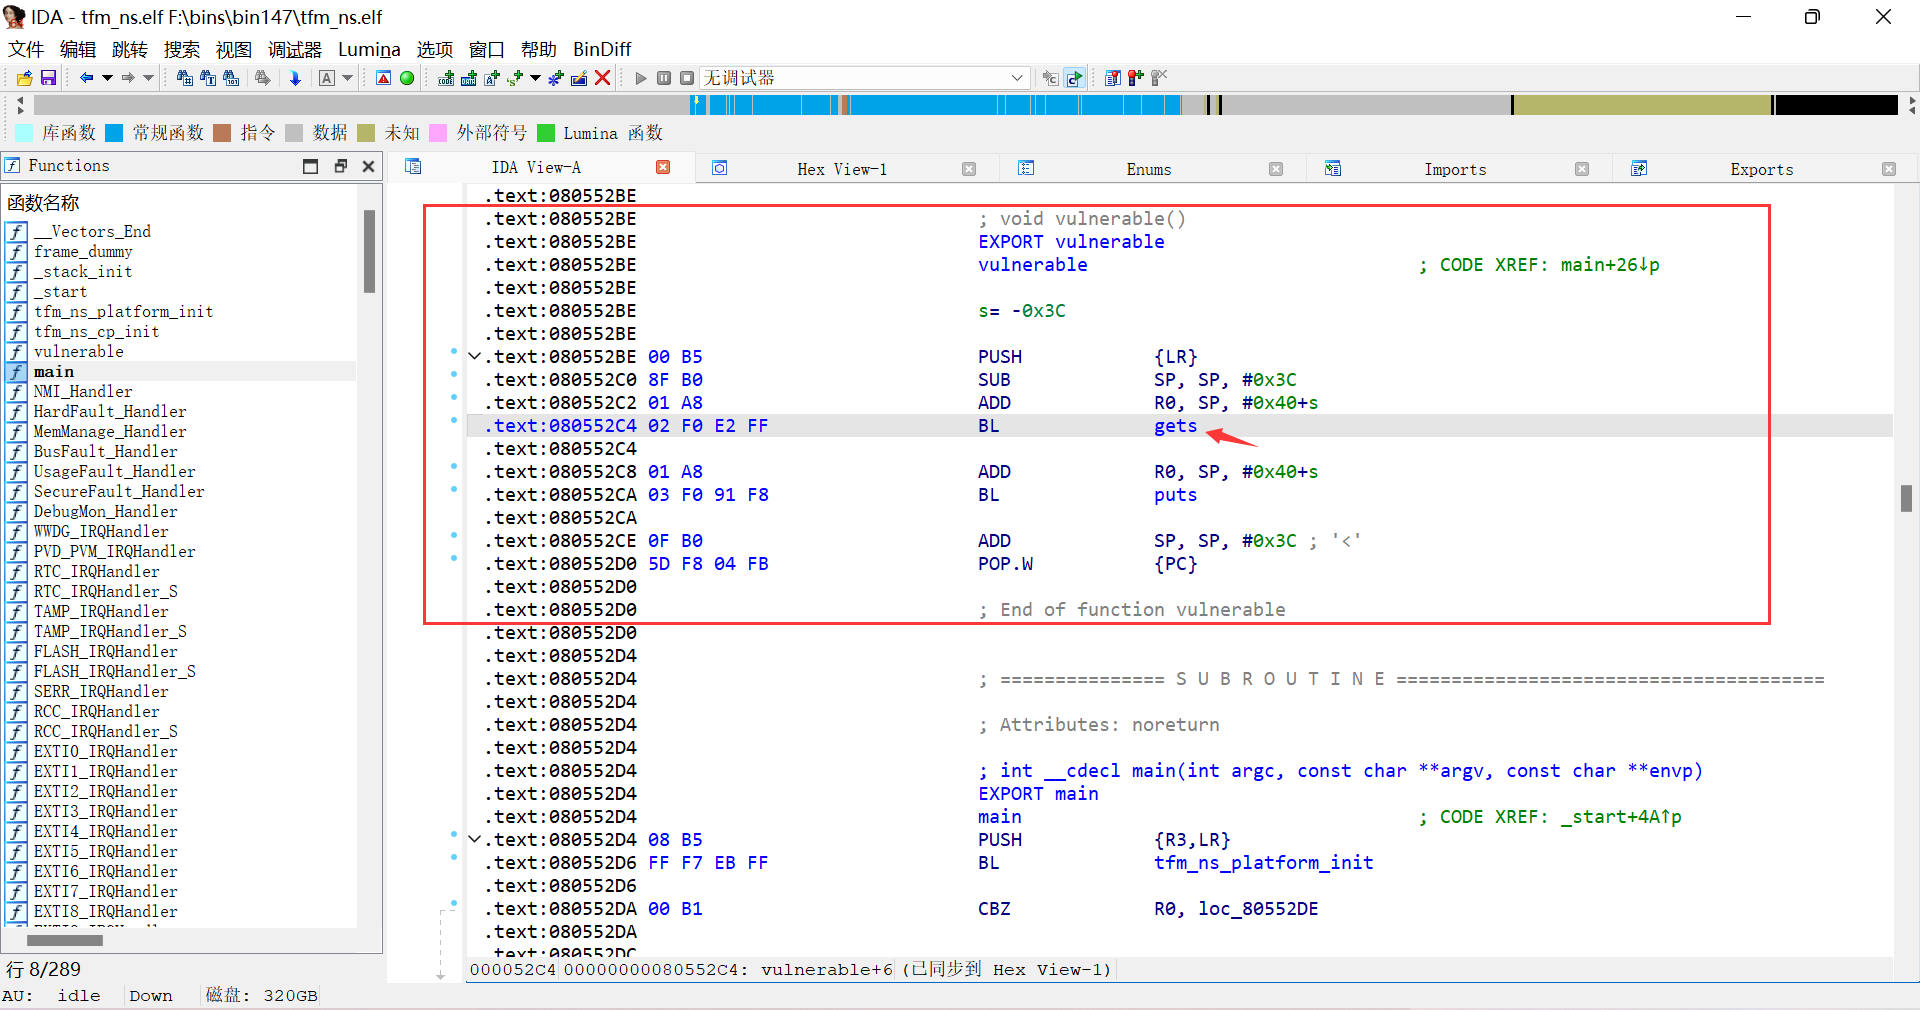 IDA - tfm_ns.elf F:\bins\bin147\tfm_ns.elf
文件 编辑 跳转 搜索 视图 调试器 Lumina 选项 窗口 帮助 BinDiff
无调试器
库函数 常规函数 指令 数据 未知 外部符号 Lumina 函数
Functions
函数名称
__Vectors_End
frame_dummy
_stack_init
_start
tfm_ns_platform_init
tfm_ns_cp_init
vulnerable
main
NMI_Handler
HardFault_Handler
MemManage_Handler
BusFault_Handler
UsageFault_Handler
SecureFault_Handler
DebugMon_Handler
WWDG_IRQHandler
PVD_PVM_IRQHandler
RTC_IRQHandler
RTC_IRQHandler_S
TAMP_IRQHandler
TAMP_IRQHandler_S
FLASH_IRQHandler
FLASH_IRQHandler_S
SERR_IRQHandler
RCC_IRQHandler
RCC_IRQHandler_S
EXTI0_IRQHandler
EXTI1_IRQHandler
EXTI2_IRQHandler
EXTI3_IRQHandler
EXTI4_IRQHandler
EXTI5_IRQHandler
EXTI6_IRQHandler
EXTI7_IRQHandler
EXTI8_IRQHandler
行 8/289
IDA View-A Hex View-1 Enums Imports Exports
.text:080552BE
.text:080552BE ; void vulnerable()
.text:080552BE EXPORT vulnerable
.text:080552BE vulnerable ; CODE XREF: main+26↓p
.text:080552BE
.text:080552BE s= -0x3C
.text:080552BE
.text:080552BE 00 B5 PUSH {LR}
.text:080552C0 8F B0 SUB SP, SP, #0x3C
.text:080552C2 01 A8 ADD R0, SP, #0x40+s
.text:080552C4 02 F0 E2 FF BL gets
.text:080552C4
.text:080552C8 01 A8 ADD R0, SP, #0x40+s
.text:080552CA 03 F0 91 F8 BL puts
.text:080552CA
.text:080552CE 0F B0 ADD SP, SP, #0x3C ; '<'
.text:080552D0 5D F8 04 FB POP.W {PC}
.text:080552D0
.text:080552D0 ; End of function vulnerable
.text:080552D0
.text:080552D4
.text:080552D4 ; =============== S U B R O U T I N E =======================================
.text:080552D4
.text:080552D4 ; Attributes: noreturn
.text:080552D4
.text:080552D4 ; int __cdecl main(int argc, const char **argv, const char **envp)
.text:080552D4 EXPORT main
.text:080552D4 main ; CODE XREF: _start+4A↑p
.text:080552D4 08 B5 PUSH {R3,LR}
.text:080552D6 FF F7 EB FF BL tfm_ns_platform_init
.text:080552D6
.text:080552DA 00 B1 CBZ R0, loc_80552DE
.text:080552DA
.text:080552DC
000052C4 00000000080552C4: vulnerable+6 (已同步到 Hex View-1)
AU: idle Down 磁盘: 320GB